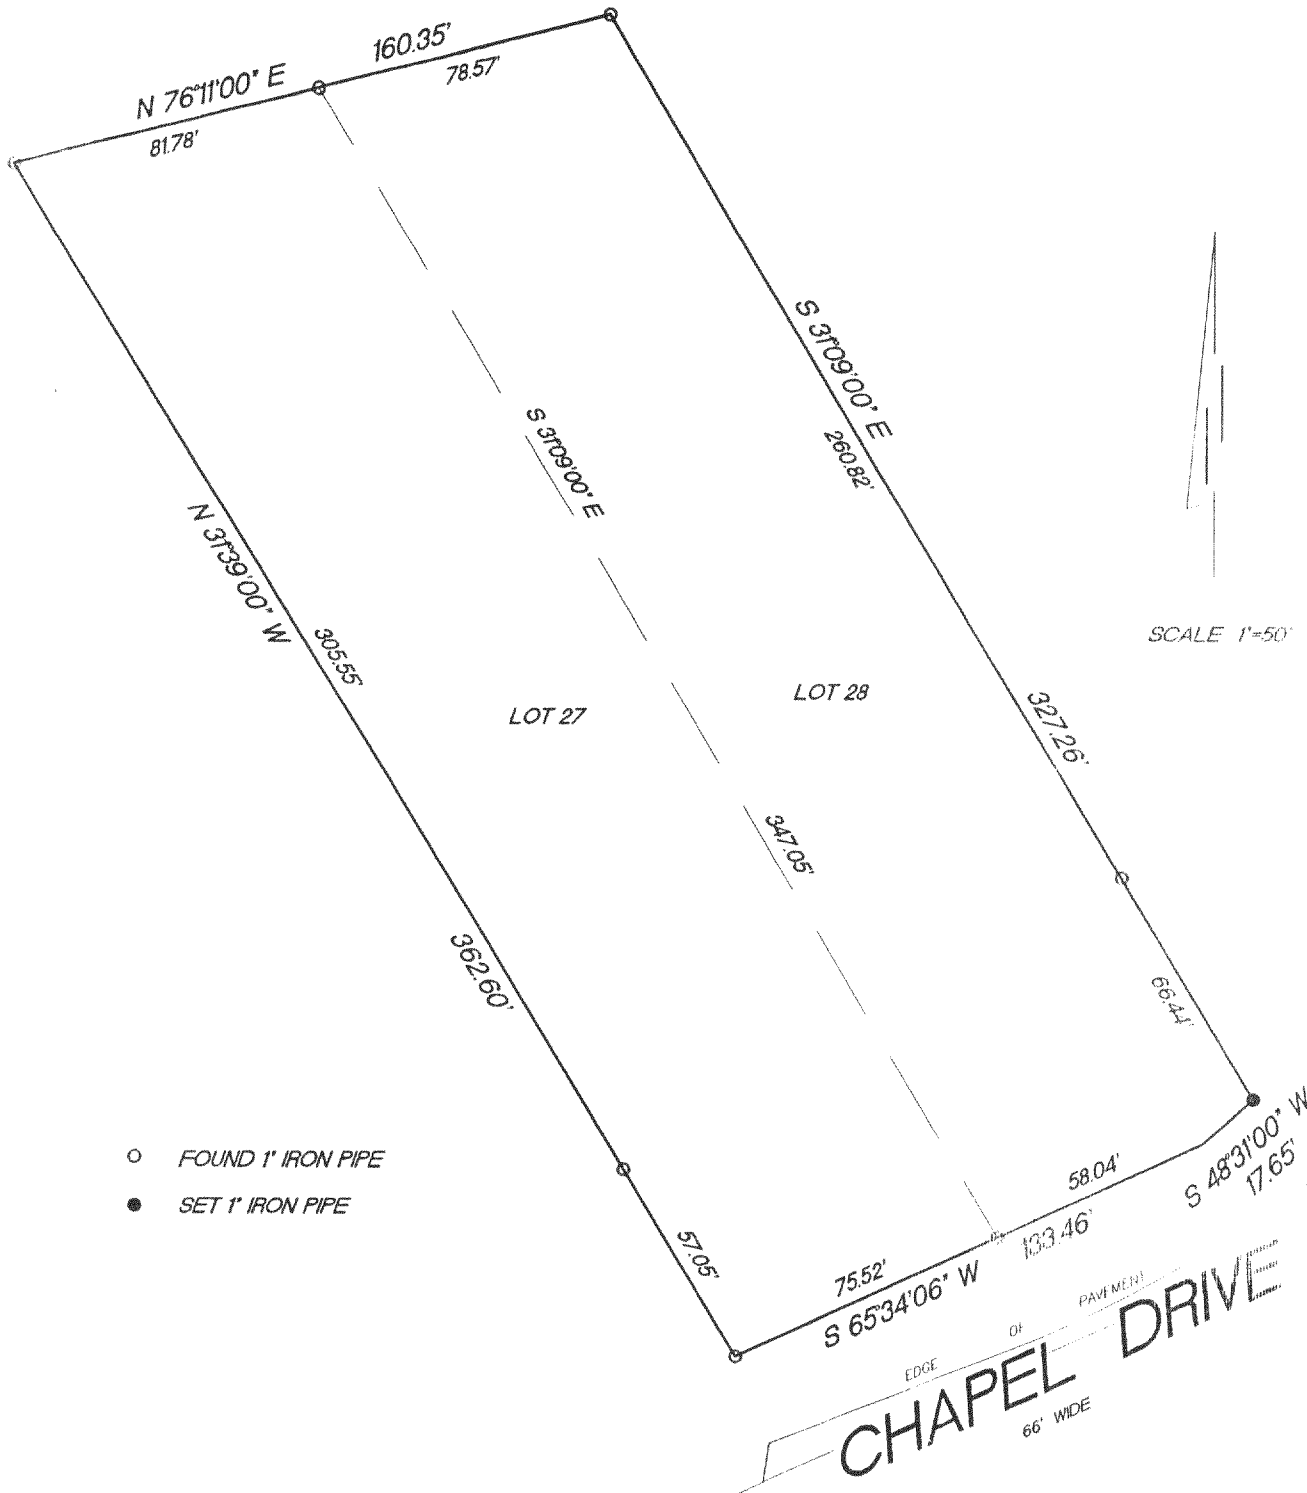 160.35'
N 76°11'00" E
78.57'
81.78'
S 31°09'00" E
260.82'
S 31°09'00" E
N 31°39'00" W
305.55'
SCALE 1"=50'
LOT 28
LOT 27
327.26'
347.05'
362.60'
66.44'
FOUND 1" IRON PIPE
SET 1" IRON PIPE
58.04'
S 48°31'00" W
17.65'
57.05'
133.46'
75.52'
S 65°34'06" W
EDGE OF PAVEMENT
CHAPEL DRIVE
66' WIDE